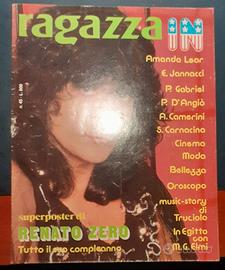 ragazza IN
Amanda Lear
E. Jannacci
P. Gabriel
P. D'Angiò
A. Camerini
S. Carnacina
Cinema
Moda
Bellezza
Oroscopo
music-story
di
Truciolo
In Egitto
con
M.G. Elmi
superposter di
RENATO ZERO
Tutto il suo compleanno